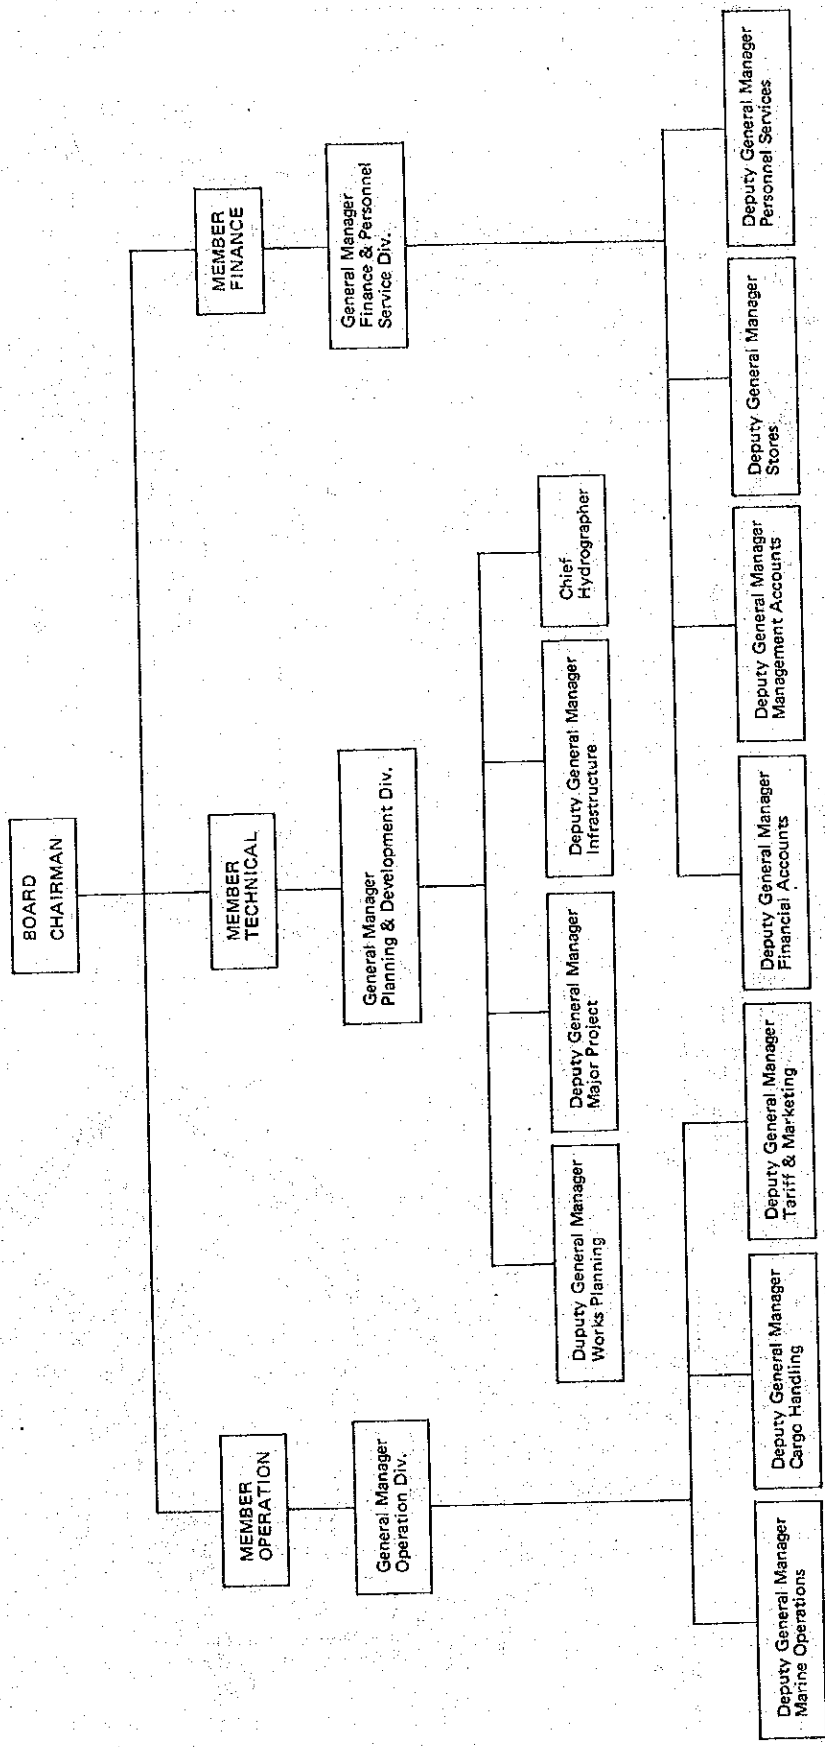 BOARD
CHAIRMAN
MEMBER
OPERATION
MEMBER
TECHNICAL
MEMBER
FINANCE
General Manager
Operation Div.
General Manager
Planning & Development Div.
General Manager
Finance & Personnel
Service Div.
Duputy General Manager
Works Planning
Deputy General Manager
Major Project
Deputy General Manager
Infrastructure
Chief
Hydrographer
Deputy General Manager
Marine Operations
Deputy General Manager
Cargo Handling
Deputy General Manager
Tariff & Marketing
Deputy General Manager
Financial Accounts
Deputy General Manager
Management Accounts
Deputy General Manager
Stores
Deputy General Manager
Personnel Services